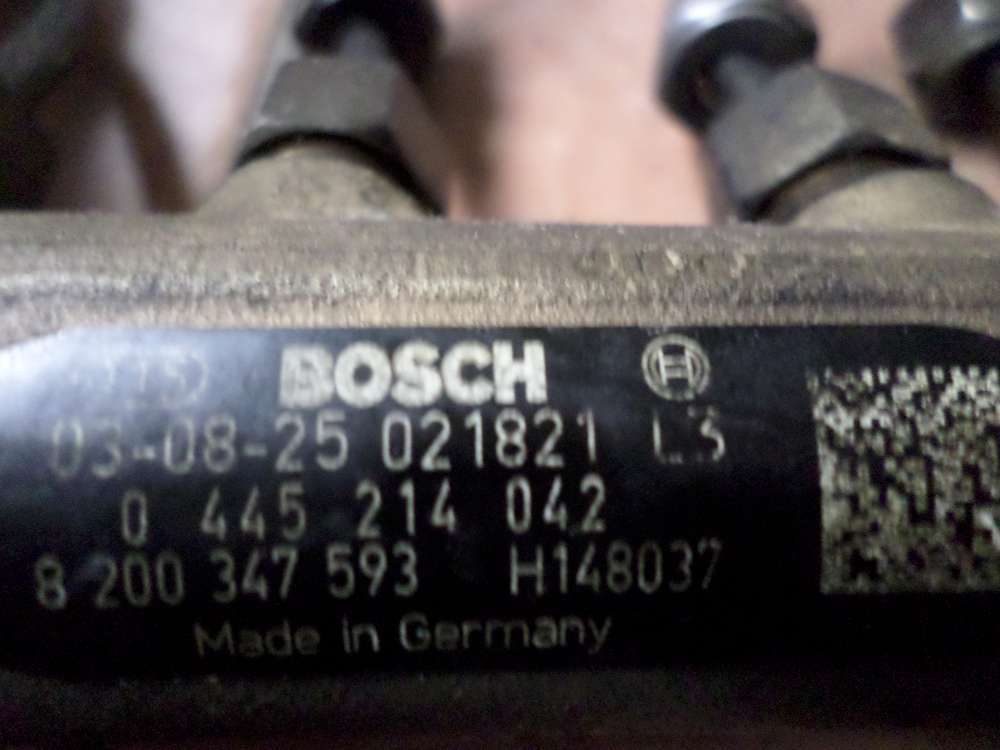 BOSCH
03-08-25 021821 L3
0 445 214 042
8 200 347 593 H148037
Made in Germany